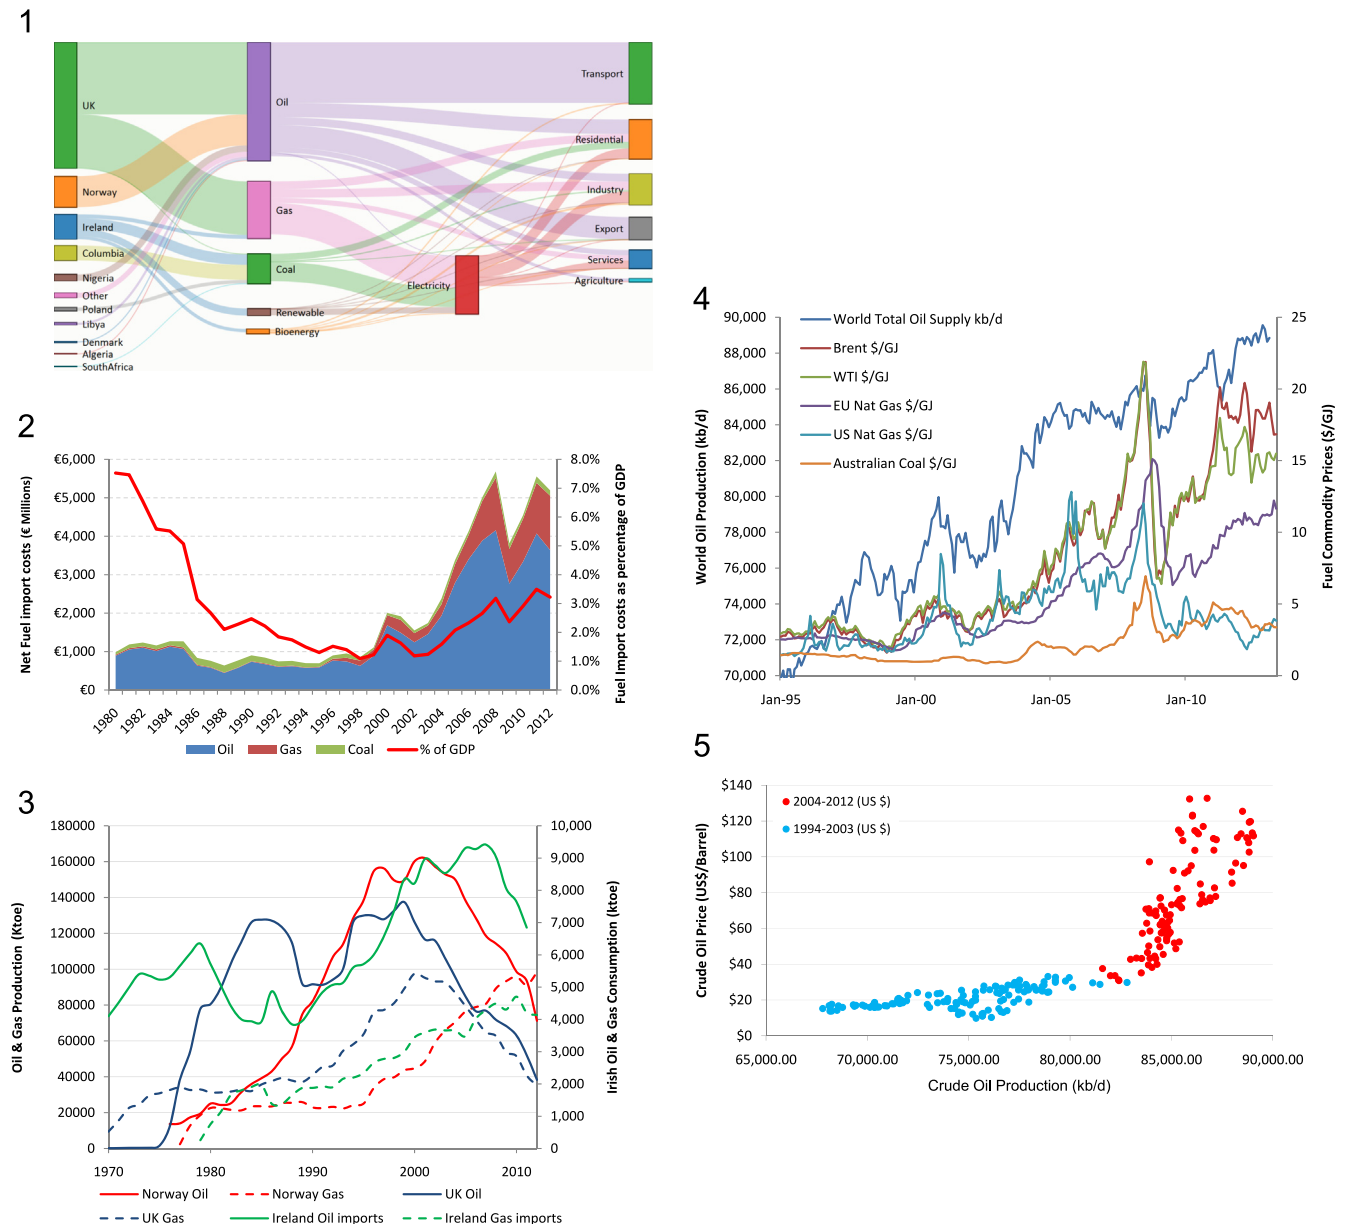 1
UK
Norway
Ireland
Columbia
Nigeria
Other
Poland
Libya
Denmark
Algeria
SouthAfrica
Oil
Gas
Coal
Renewable
Bioenergy
Electricity
Transport
Residential
Industry
Export
Services
Agriculture
2
Net Fuel import costs (€ Millions)
€6,000
€5,000
€4,000
€3,000
€2,000
€1,000
€0
8.0%
7.0%
6.0%
5.0%
4.0%
3.0%
2.0%
1.0%
0.0%
Fuel Import costs as percentage of GDP
1980 1982 1984 1986 1988 1990 1992 1994 1996 1998 2000 2002 2004 2006 2008 2010 2012
Oil Gas Coal % of GDP
3
Oil & Gas Production (Ktoe)
180000
160000
140000
120000
100000
80000
60000
40000
20000
0
10,000
9,000
8,000
7,000
6,000
5,000
4,000
3,000
2,000
1,000
0
Irish Oil & Gas Consumption (ktoe)
1970 1980 1990 2000 2010
Norway Oil Norway Gas UK Oil
UK Gas Ireland Oil imports Ireland Gas imports
4
World Oil Production (kb/d)
90,000
88,000
86,000
84,000
82,000
80,000
78,000
76,000
74,000
72,000
70,000
World Total Oil Supply kb/d
Brent $/GJ
WTI $/GJ
EU Nat Gas $/GJ
US Nat Gas $/GJ
Australian Coal $/GJ
25
20
15
10
5
0
Fuel Commodity Prices ($/GJ)
Jan-95 Jan-00 Jan-05 Jan-10
5
Crude Oil Price (US$/Barrel)
$140
$120
$100
$80
$60
$40
$20
$0
2004-2012 (US $)
1994-2003 (US $)
65,000.00 70,000.00 75,000.00 80,000.00 85,000.00 90,000.00
Crude Oil Production (kb/d)